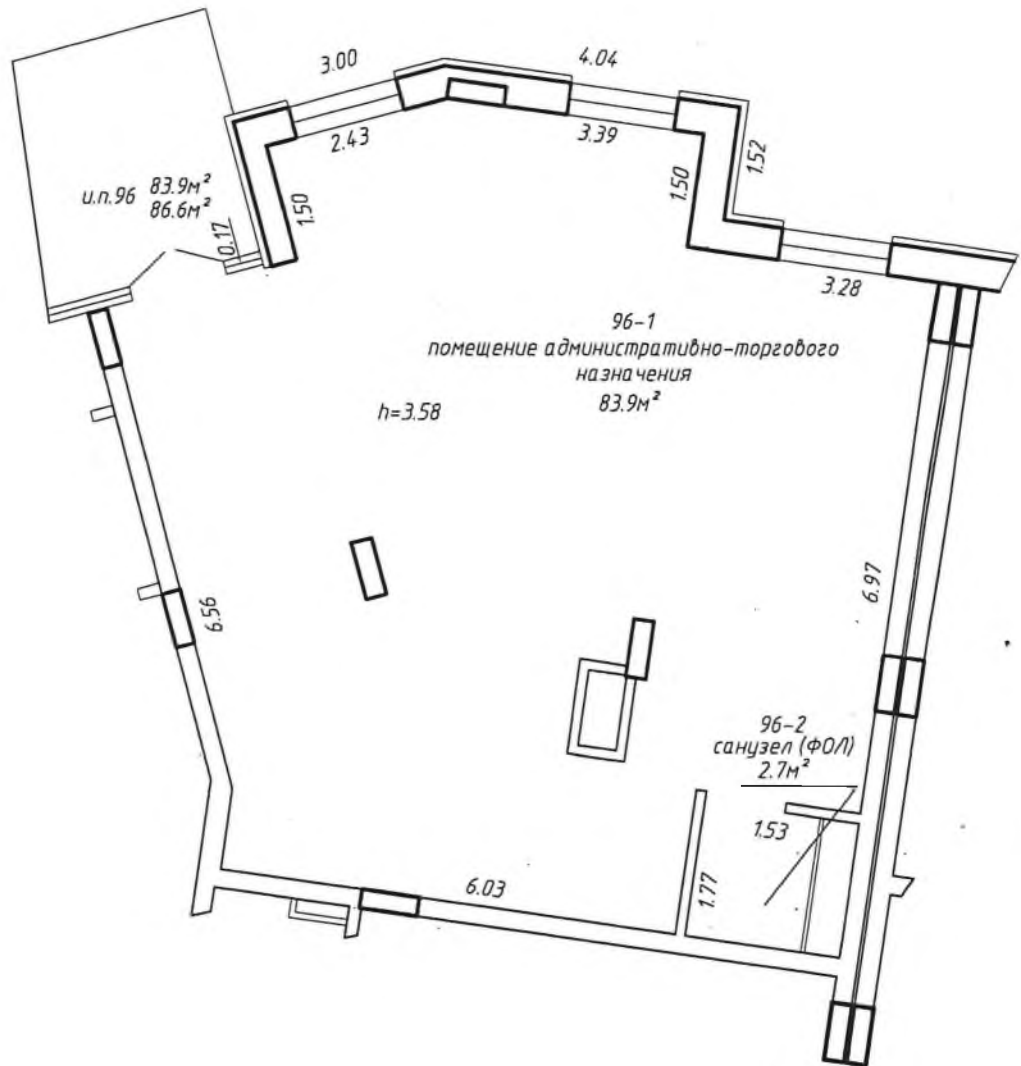 3.00
4.04
2.43
3.39
1.52
1.50
1.50
и.п.96 83.9м²
86.6м²
0.17
3.28
96-1
помещение административно-торгового
назначения
83.9м²
h=3.58
6.97
6.56
96-2
санузел (ФОЛ)
2.7м²
1.53
1.77
6.03